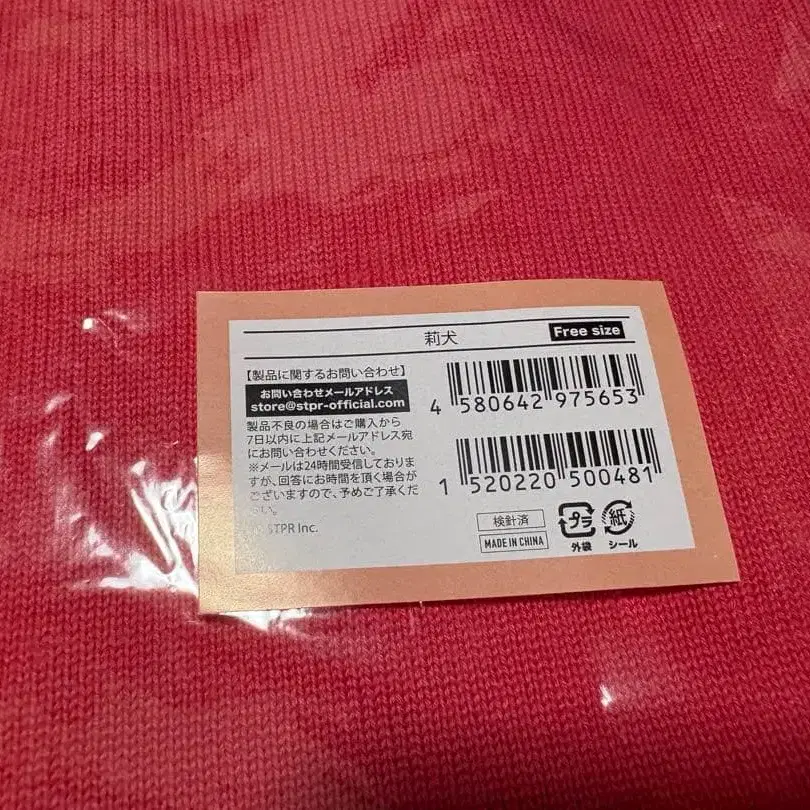 莉犬
Free size
【製品に関するお問い合わせ】
お問い合わせメールアドレス
store@stpr-official.com
製品不良の場合はご購入から
7日以内に上記メールアドレス宛
にお問い合わせください。
※メールは24時間受信しておりま
すが、回答にお時間を頂く場合が
ございますので、予めご了承くださ
い。
STPR Inc.
4 580642 975653
1 520220 500481
検針済
MADE IN CHINA
プラ
外袋
紙
シール